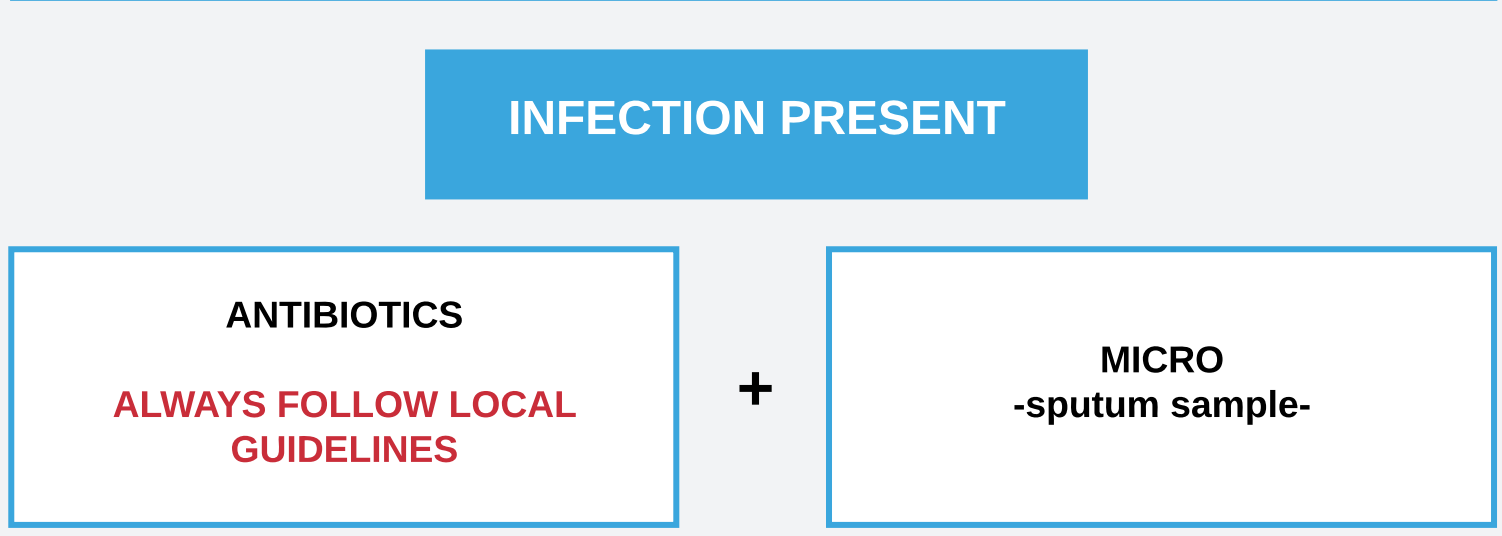 INFECTION PRESENT
ANTIBIOTICS
ALWAYS FOLLOW LOCAL
GUIDELINES
+
MICRO
-sputum sample-